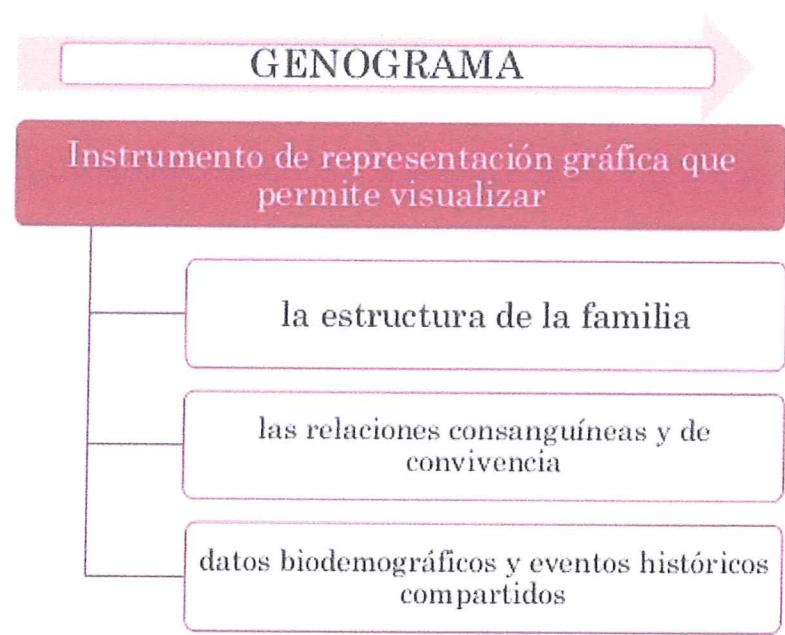 GENOGRAMA
Instrumento de representación gráfica que
permite visualizar
la estructura de la familia
las relaciones consanguíneas y de
convivencia
datos biodemográficos y eventos históricos
compartidos